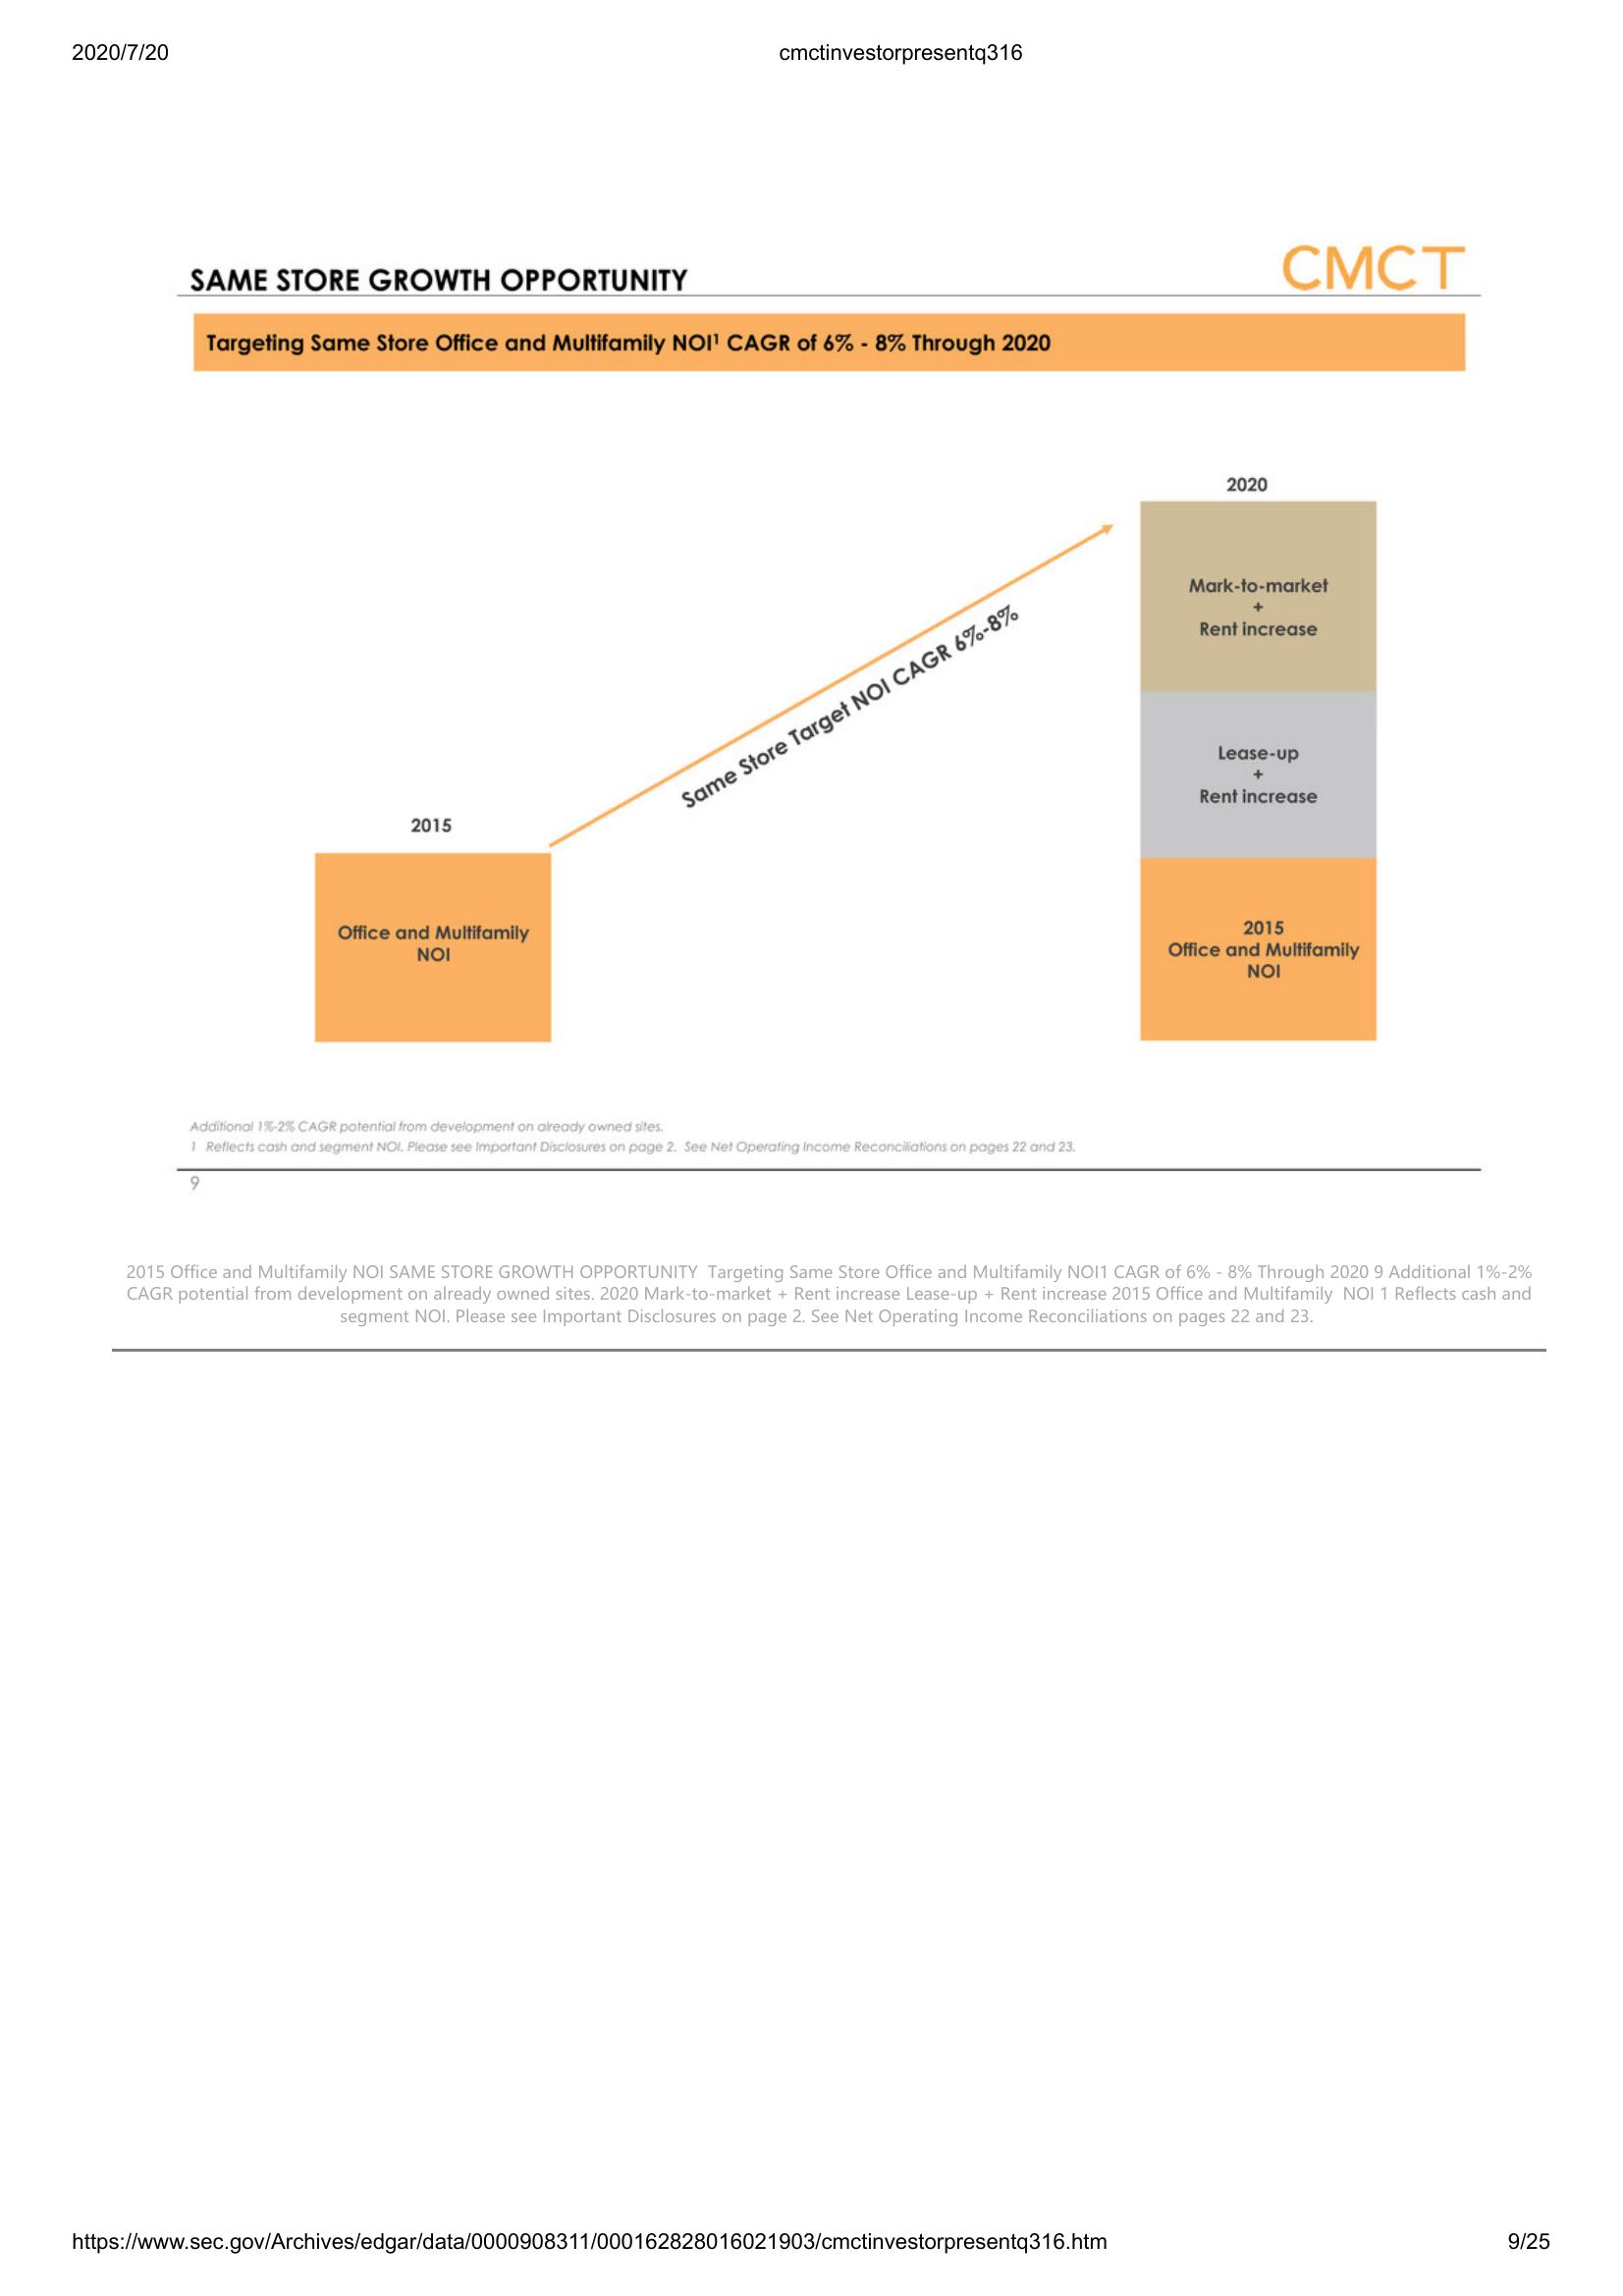 2020/7/20 cmctinvestorpresentq316
SAME STORE GROWTH OPPORTUNITY
CMCT
Targeting Same Store Office and Multifamily NOI¹ CAGR of 6% - 8% Through 2020
2020
Mark-to-market
+
Rent increase
Same Store Target NOI CAGR 6%-8%
Lease-up
+
Rent increase
2015
Office and Multifamily
NOI
2015
Office and Multifamily
NOI
Additional 1%-2% CAGR potential from development on already owned sites.
1 Reflects cash and segment NOI. Please see Important Disclosures on page 2. See Net Operating Income Reconciliations on pages 22 and 23.
9
2015 Office and Multifamily NOI SAME STORE GROWTH OPPORTUNITY Targeting Same Store Office and Multifamily NOI1 CAGR of 6% - 8% Through 2020 9 Additional 1%-2%
CAGR potential from development on already owned sites. 2020 Mark-to-market + Rent increase Lease-up + Rent increase 2015 Office and Multifamily NOI 1 Reflects cash and
segment NOI. Please see Important Disclosures on page 2. See Net Operating Income Reconciliations on pages 22 and 23.
https://www.sec.gov/Archives/edgar/data/0000908311/000162828016021903/cmctinvestorpresentq316.htm 9/25